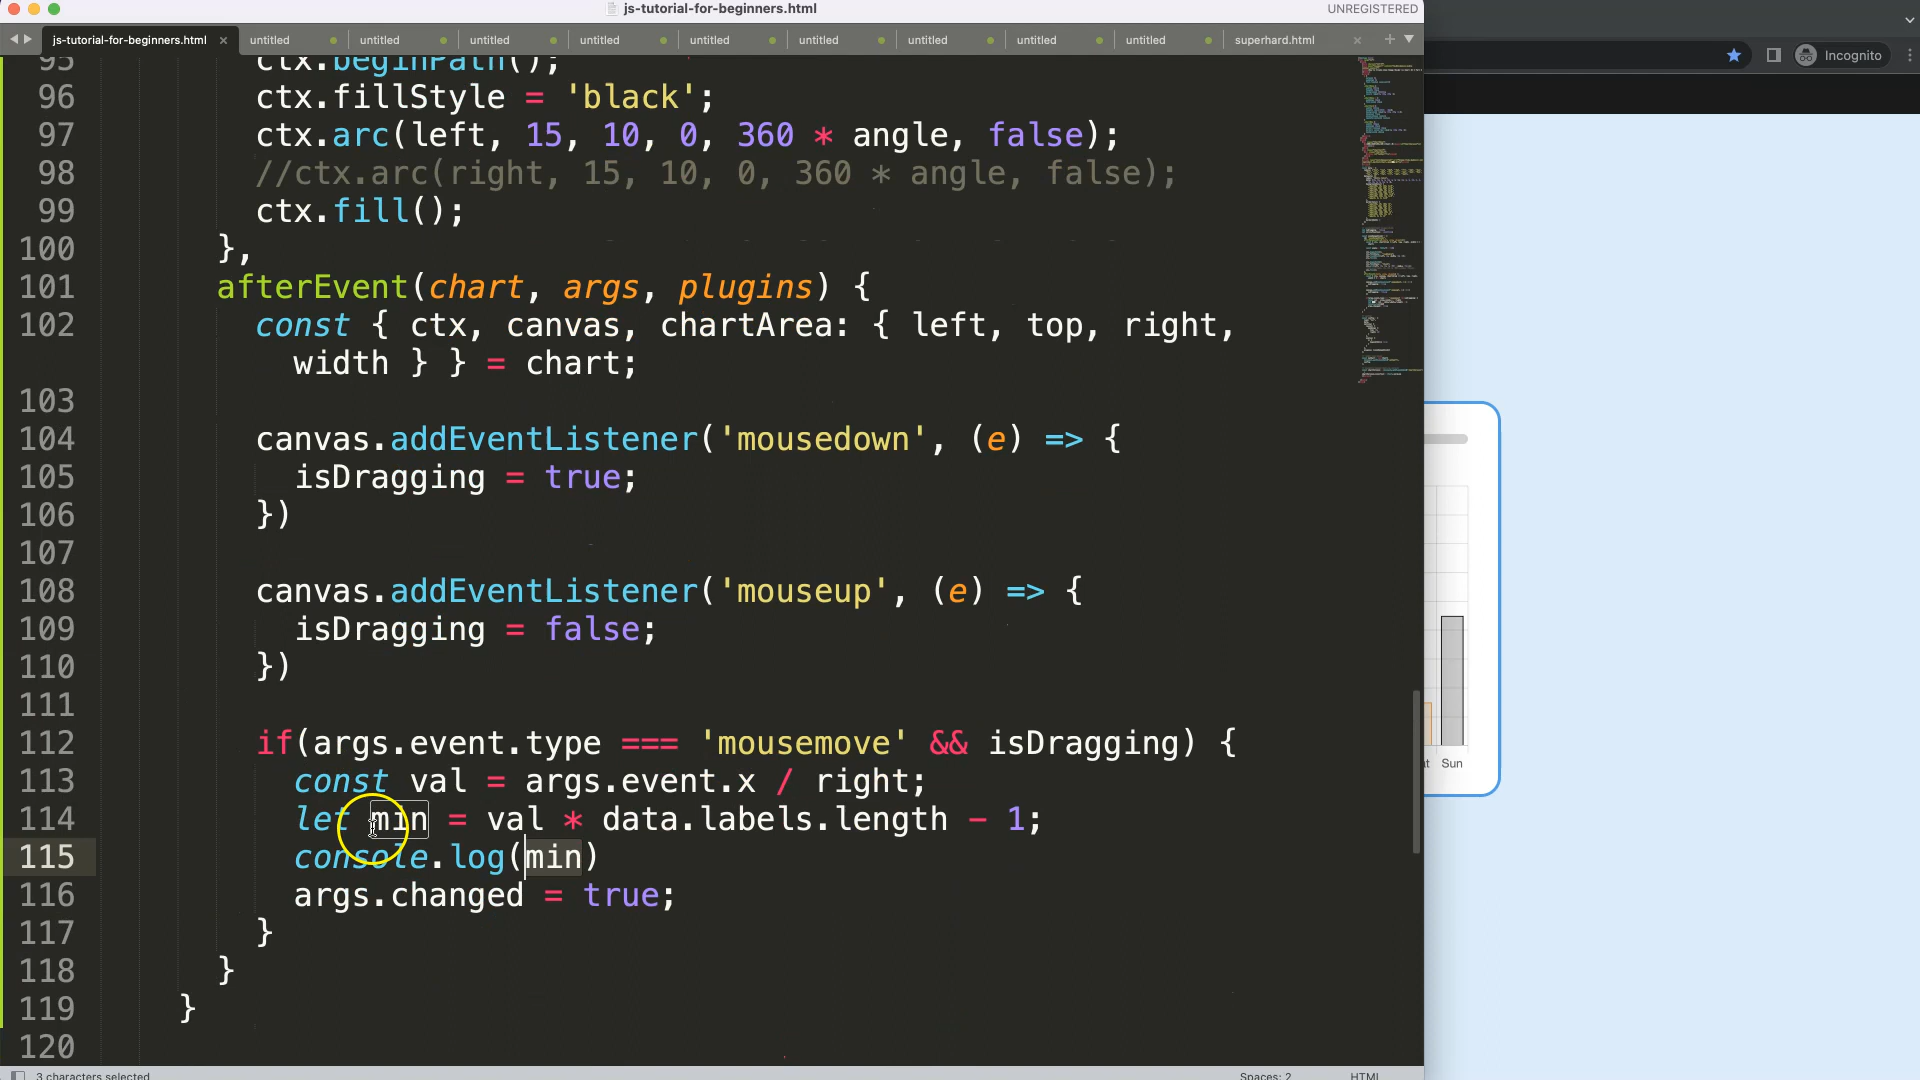 js-tutorial-for-beginners.html
UNREGISTERED
js-tutorial-for-beginners.html × untitled untitled untitled untitled untitled untitled untitled untitled untitled superhard.html ×
Incognito
95 ctx.beginPath();
96 ctx.fillStyle = 'black';
97 ctx.arc(left, 15, 10, 0, 360 * angle, false);
98 //ctx.arc(right, 15, 10, 0, 360 * angle, false);
99 ctx.fill();
100 },
101 afterEvent(chart, args, plugins) {
102 const { ctx, canvas, chartArea: { left, top, right,
width } } = chart;
103
104 canvas.addEventListener('mousedown', (e) => {
105 isDragging = true;
106 })
107
108 canvas.addEventListener('mouseup', (e) => {
109 isDragging = false;
110 })
111
112 if(args.event.type === 'mousemove' && isDragging) {
113 const val = args.event.x / right;
114 let min = val * data.labels.length - 1;
115 console.log(min)
116 args.changed = true;
117 }
118 }
119 }
120
Sun
3 characters selected
Spaces: 2
HTML